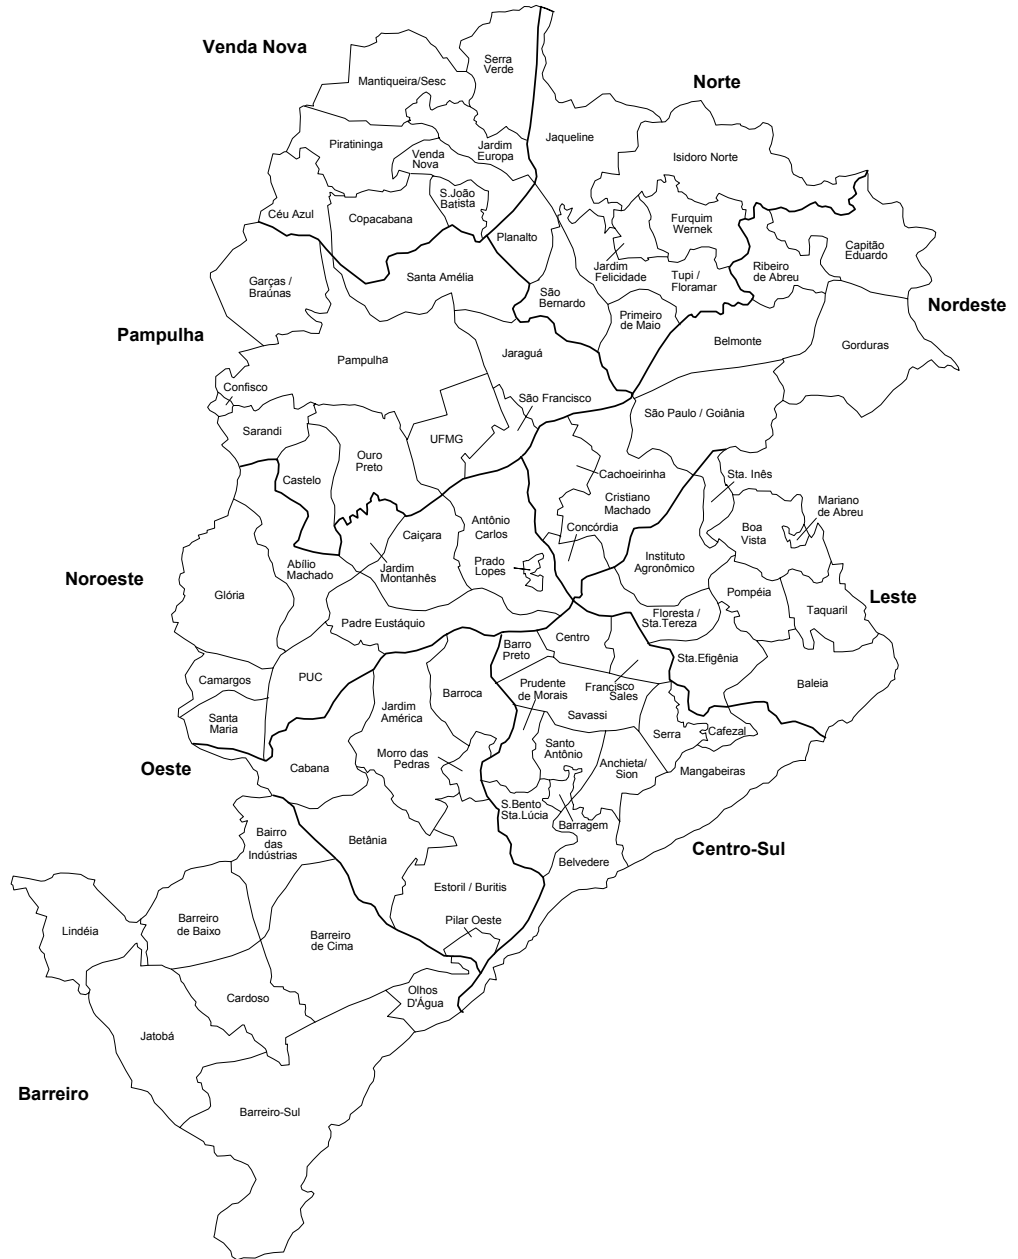 Venda Nova
Serra
Verde
Mantiqueira/Sesc
Norte
Jaqueline
Piratininga
Jardim
Europa
Venda
Nova
Isidoro Norte
S.João
Batista
Céu Azul
Copacabana
Planalto
Furquim
Wernek
Capitão
Eduardo
Garças /
Braúnas
Santa Amélia
Jardim
Felicidade
Tupi /
Floramar
Ribeiro
de Abreu
São
Bernardo
Nordeste
Primeiro
de Maio
Pampulha
Belmonte
Gorduras
Pampulha
Jaraguá
Confisco
São Francisco
São Paulo / Goiânia
Sarandi
UFMG
Ouro
Preto
Castelo
Cachoeirinha
Sta. Inês
Cristiano
Machado
Mariano
de Abreu
Antônio
Carlos
Caiçara
Concórdia
Boa
Vista
Abílio
Machado
Jardim
Montanhês
Prado
Lopes
Instituto
Agronômico
Noroeste
Glória
Pompéia
Leste
Taquaril
Padre Eustáquio
Floresta /
Sta.Tereza
Centro
Barro
Preto
Sta.Efigênia
Camargos
PUC
Baleia
Barroca
Prudente
de Morais
Francisco
Sales
Santa
Maria
Jardim
América
Savassi
Serra
Cafezal
Oeste
Cabana
Morro das
Pedras
Santo
Antônio
Anchieta/
Sion
Mangabeiras
S.Bento
Sta.Lúcia
Barragem
Bairro
das
Indústrias
Betânia
Centro-Sul
Belvedere
Estoril / Buritis
Lindéia
Barreiro
de Baixo
Pilar Oeste
Barreiro
de Cima
Olhos
D'Água
Cardoso
Jatobá
Barreiro
Barreiro-Sul